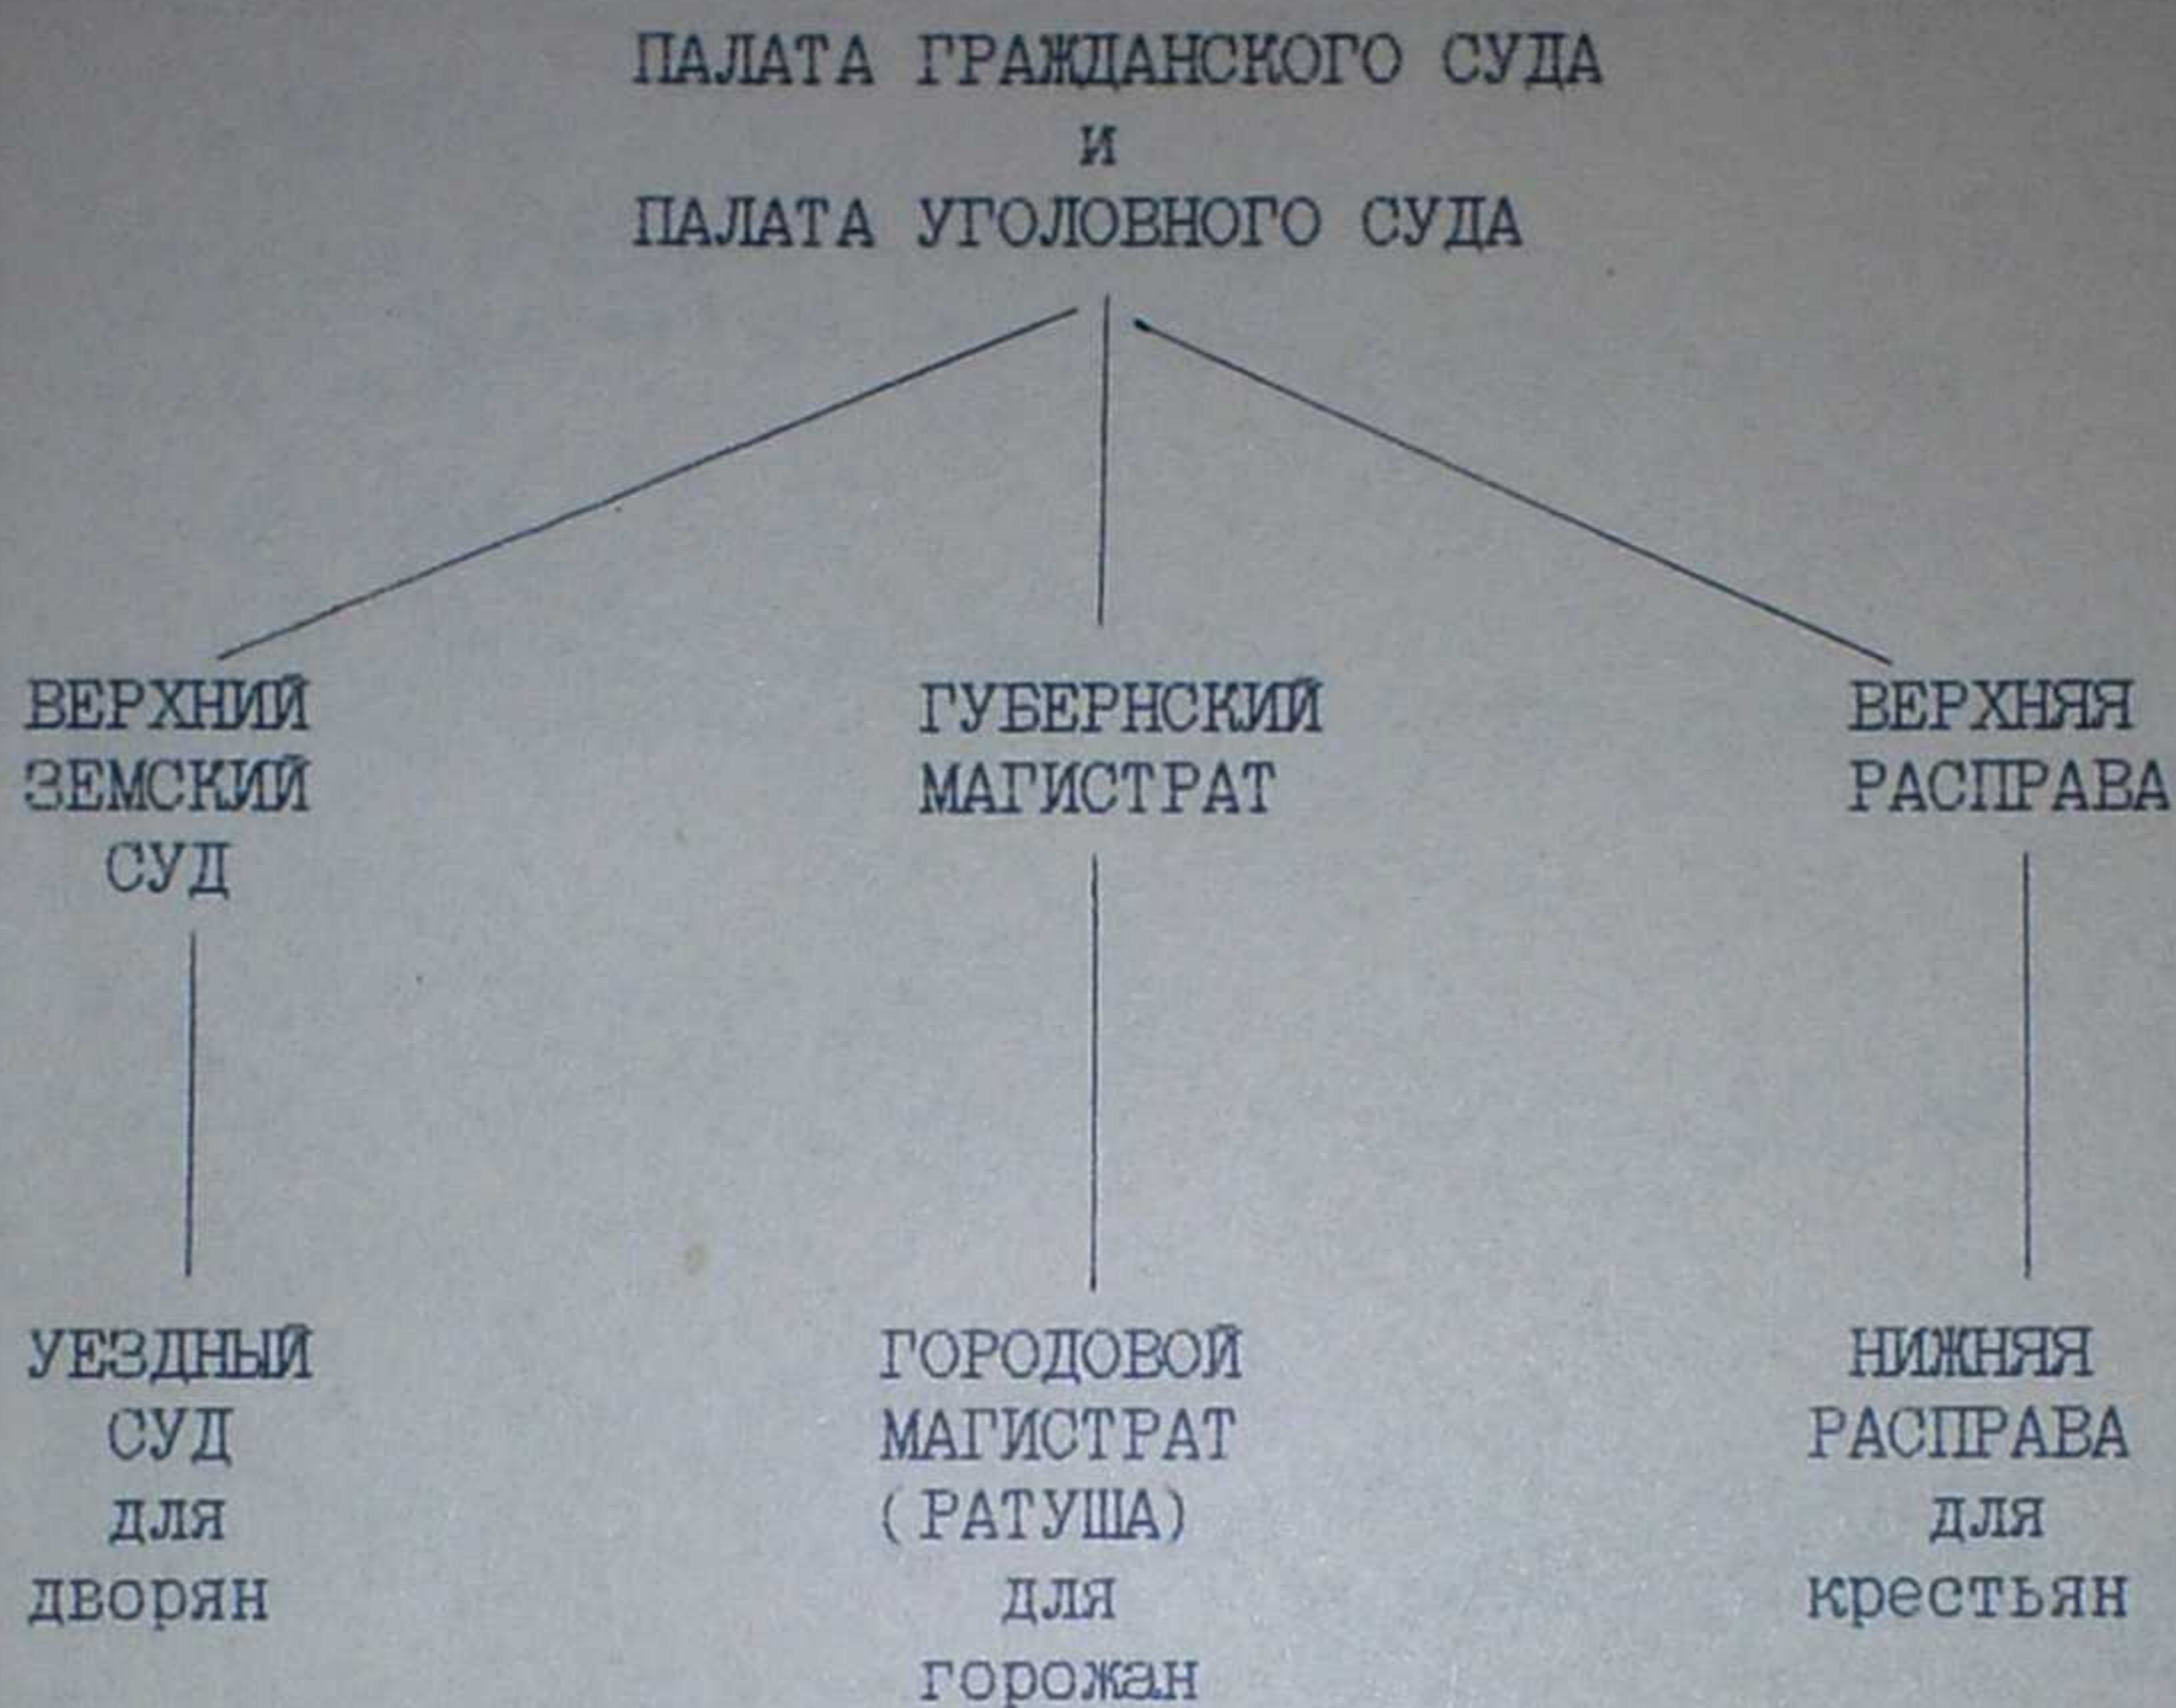 ПАЛАТА ГРАЖДАНСКОГО СУДА
И
ПАЛАТА УГОЛОВНОГО СУДА
ВЕРХНИЙ
ЗЕМСКИЙ
СУД
ГУБЕРНСКИЙ
МАГИСТРАТ
ВЕРХНЯЯ
РАСПРАВА
УЕЗДНЫЙ
СУД
для
дворян
ГОРОДОВОЙ
МАГИСТРАТ
(РАТУША)
для
горожан
НИЖНЯЯ
РАСПРАВА
для
крестьян